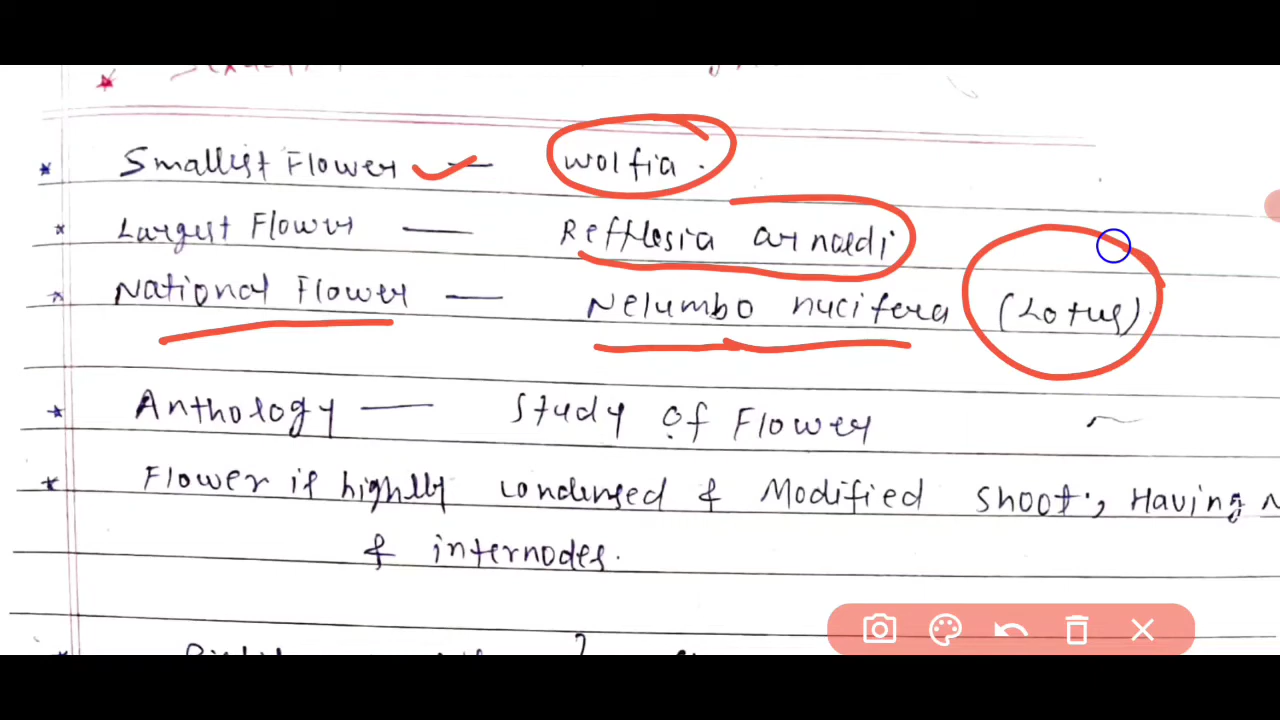 * Smallest Flower — Wolfia.
* Largest Flower — Refflesia arnoldi
* National Flower — Nelumbo nucifera (Lotus).
* Anthology — Study of Flower
* Flower is highly condensed & Modified shoot, Having N
& internodes.